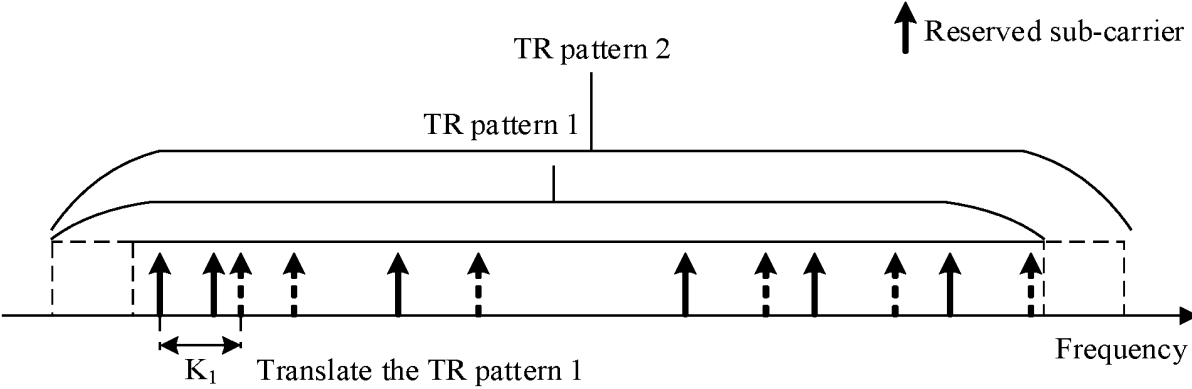 Reserved sub-carrier
TR pattern 2
TR pattern 1
Frequency
K1 Translate the TR pattern 1